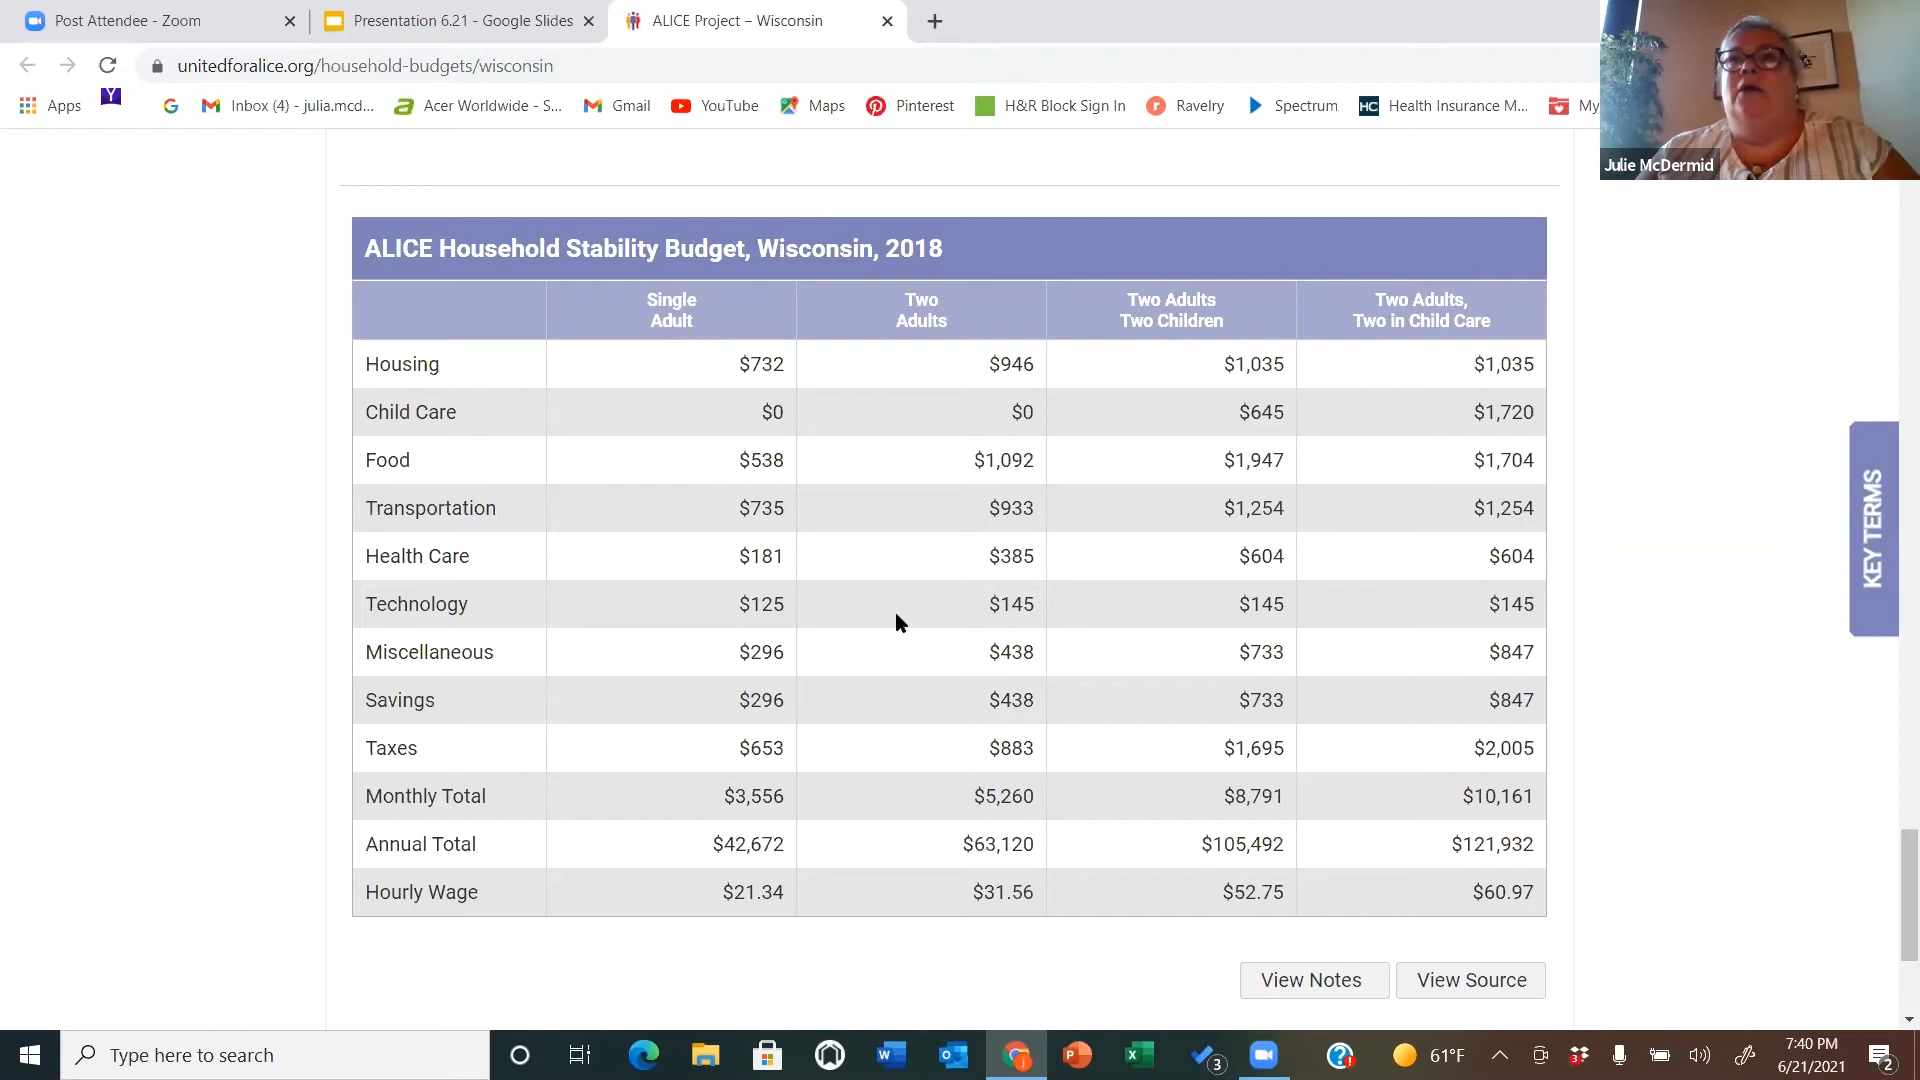 Post Attendee - Zoom
Presentation 6.21 - Google Slides
ALICE Project – Wisconsin
unitedforalice.org/household-budgets/wisconsin
Apps
Inbox (4) - julia.mcd...
Acer Worldwide - S...
Gmail
YouTube
Maps
Pinterest
H&R Block Sign In
Ravelry
Spectrum
HC
Health Insurance M...
My
Julie McDermid
ALICE Household Stability Budget, Wisconsin, 2018
Single
Adult
Two
Adults
Two Adults
Two Children
Two Adults,
Two in Child Care
Housing $732 $946 $1,035 $1,035
Child Care $0 $0 $645 $1,720
Food $538 $1,092 $1,947 $1,704
Transportation $735 $933 $1,254 $1,254
Health Care $181 $385 $604 $604
Technology $125 $145 $145 $145
Miscellaneous $296 $438 $733 $847
Savings $296 $438 $733 $847
Taxes $653 $883 $1,695 $2,005
Monthly Total $3,556 $5,260 $8,791 $10,161
Annual Total $42,672 $63,120 $105,492 $121,932
Hourly Wage $21.34 $31.56 $52.75 $60.97
KEY TERMS
View Notes
View Source
Type here to search
3
61°F
3
7:40 PM
6/21/2021
2